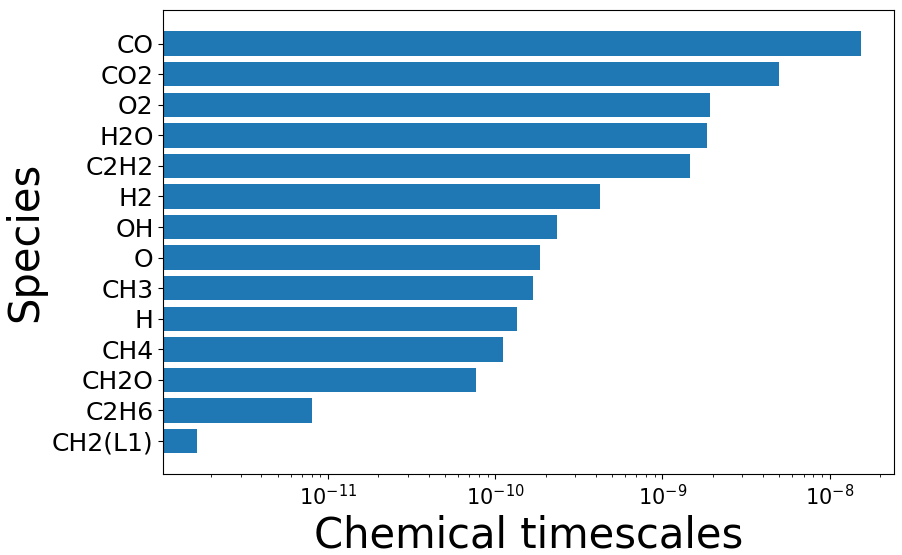 Species
CO
CO2
O2
H2O
C2H2
H2
OH
O
CH3
H
CH4
CH2O
C2H6
CH2(L1)
10⁻¹¹ 10⁻¹⁰ 10⁻⁹ 10⁻⁸
Chemical timescales